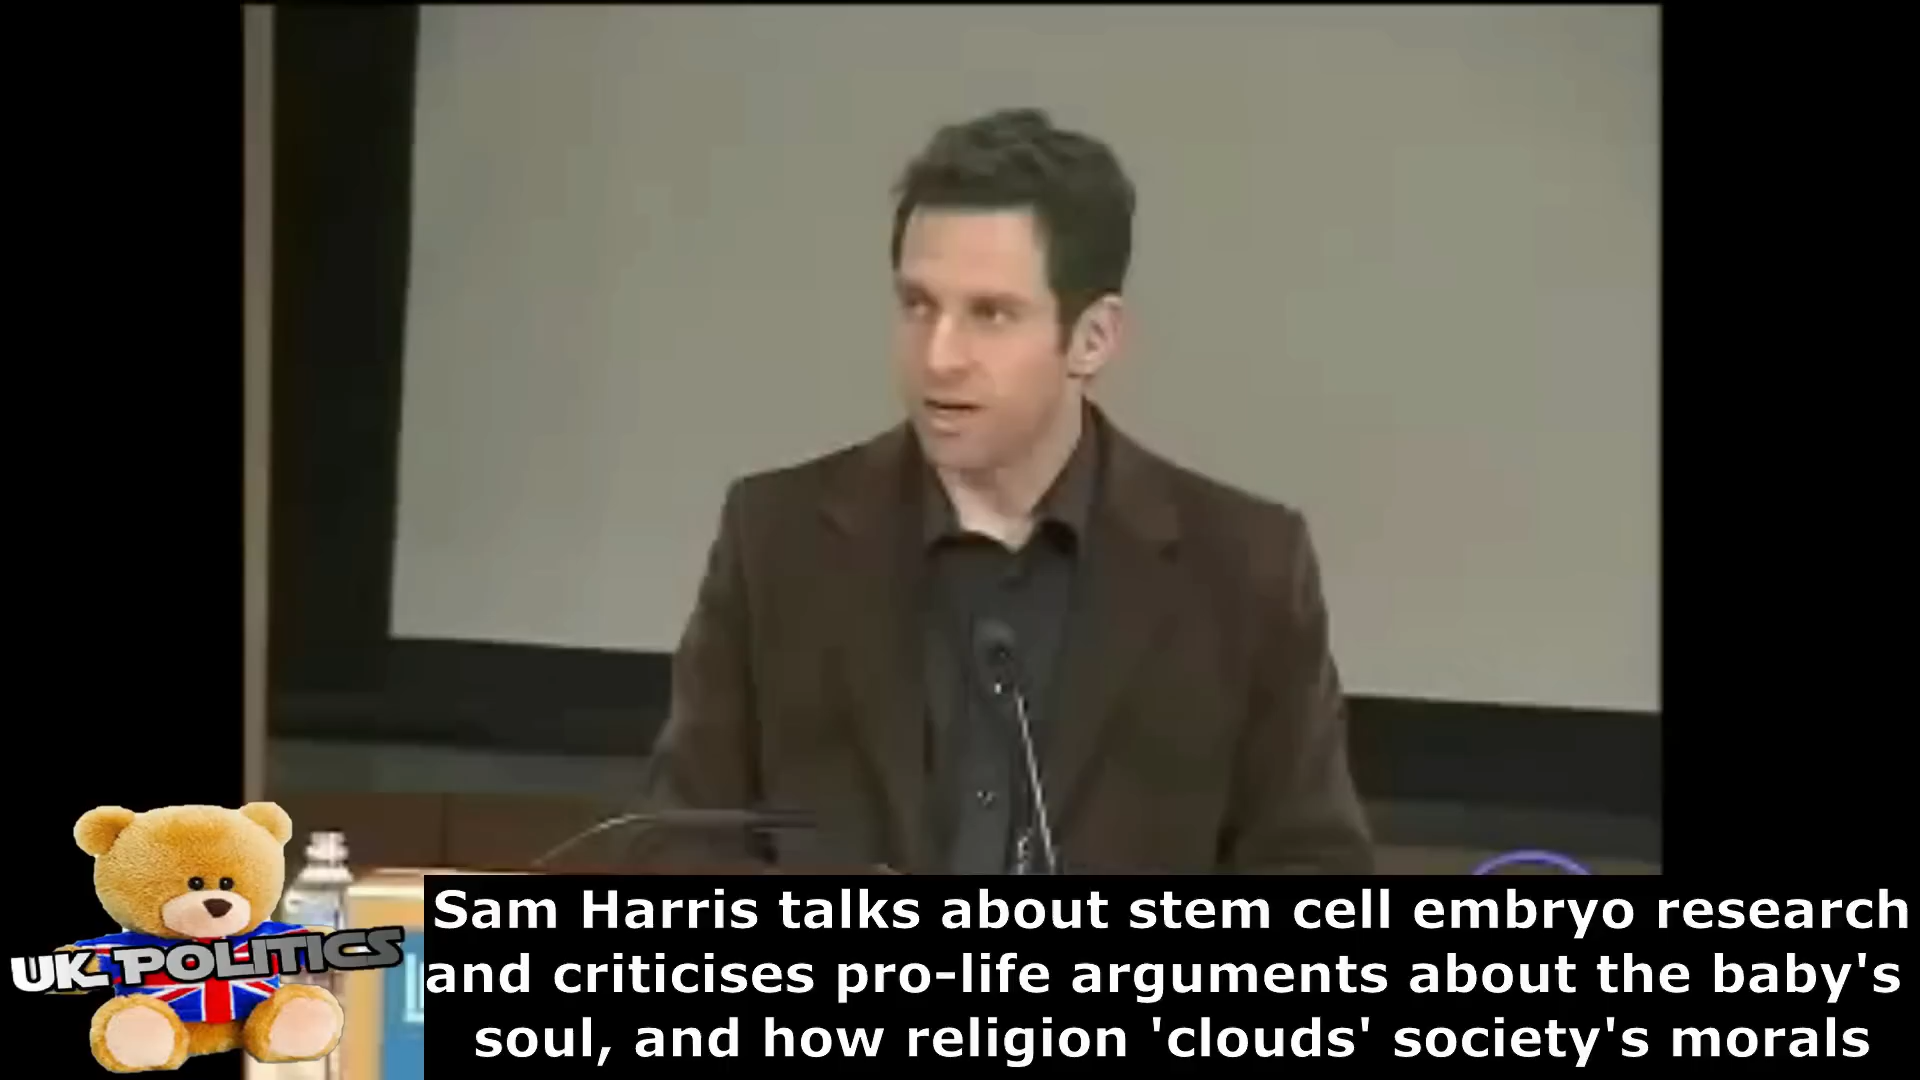 UK POLITICS
Sam Harris talks about stem cell embryo research
and criticises pro-life arguments about the baby's
soul, and how religion 'clouds' society's morals